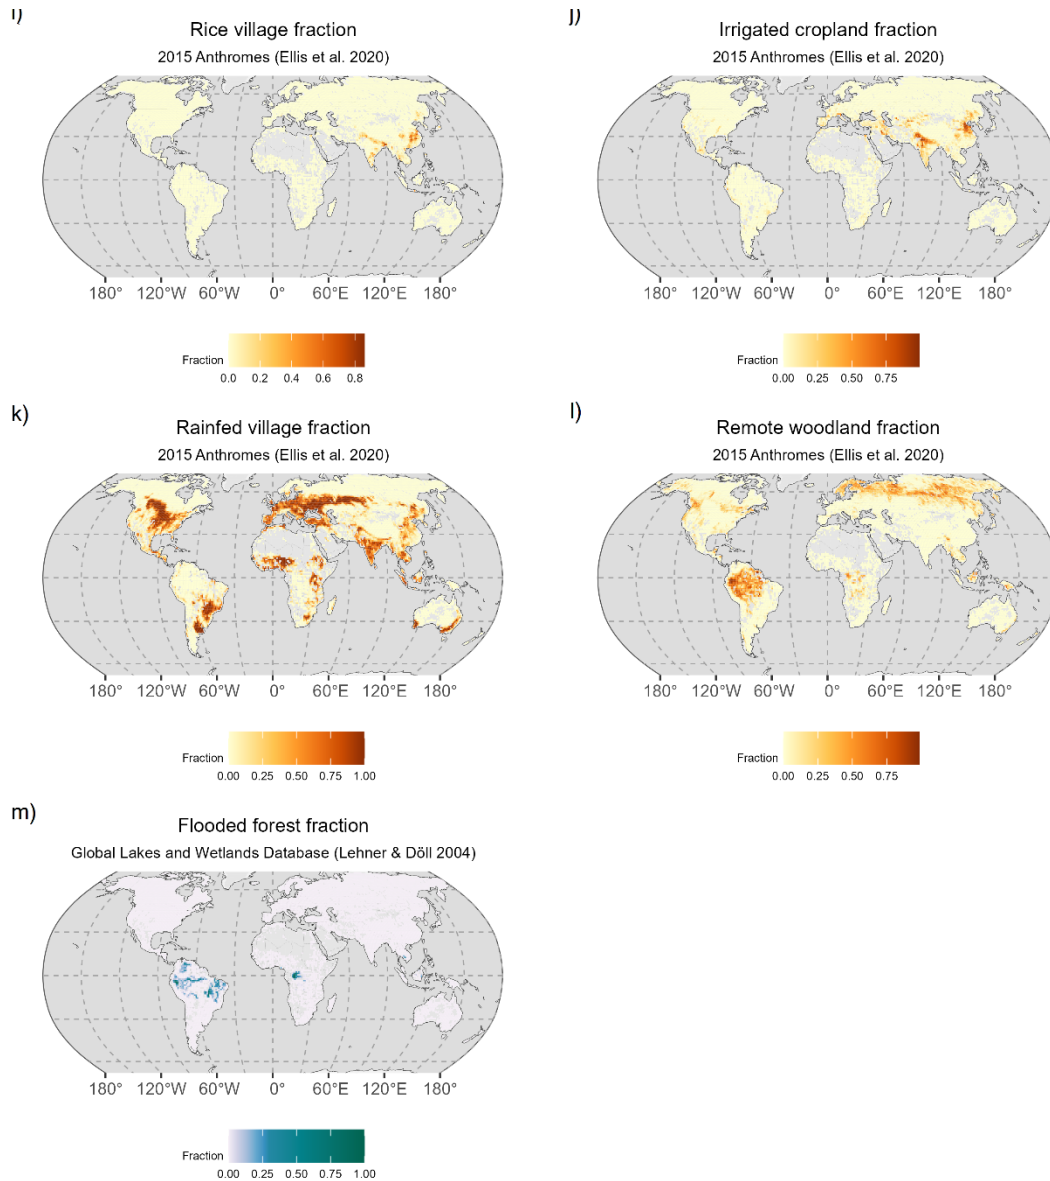 i)
Rice village fraction
2015 Anthromes (Ellis et al. 2020)
180° 120°W 60°W 0° 60°E 120°E 180°
Fraction
0.0 0.2 0.4 0.6 0.8
j)
Irrigated cropland fraction
2015 Anthromes (Ellis et al. 2020)
180° 120°W 60°W 0° 60°E 120°E 180°
Fraction
0.00 0.25 0.50 0.75
k)
Rainfed village fraction
2015 Anthromes (Ellis et al. 2020)
180° 120°W 60°W 0° 60°E 120°E 180°
Fraction
0.00 0.25 0.50 0.75 1.00
l)
Remote woodland fraction
2015 Anthromes (Ellis et al. 2020)
180° 120°W 60°W 0° 60°E 120°E 180°
Fraction
0.00 0.25 0.50 0.75
m)
Flooded forest fraction
Global Lakes and Wetlands Database (Lehner & Döll 2004)
180° 120°W 60°W 0° 60°E 120°E 180°
Fraction
0.00 0.25 0.50 0.75 1.00